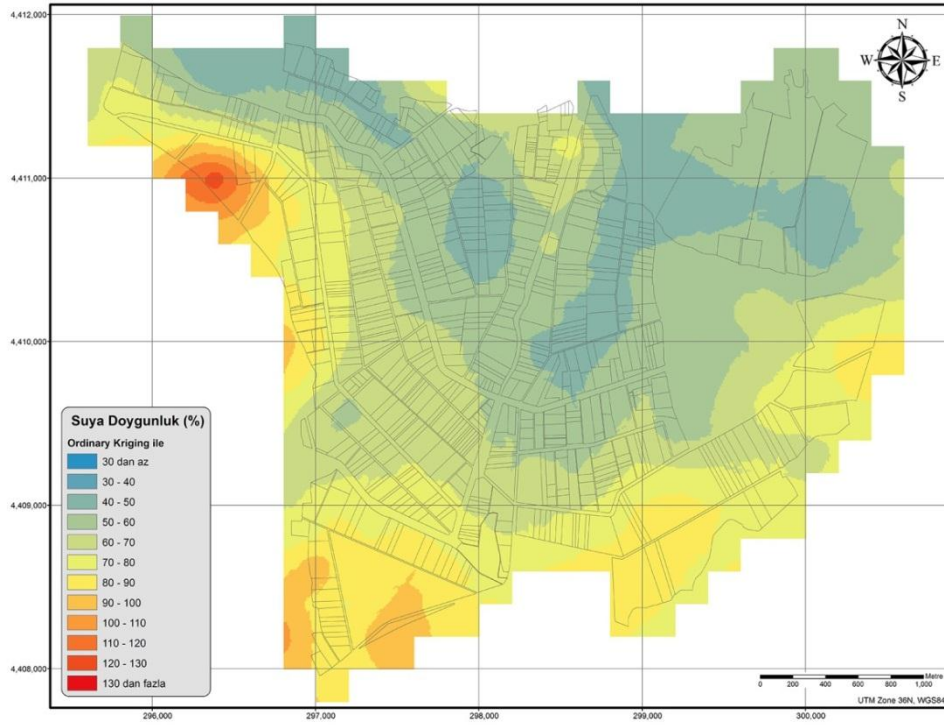 4,412,000
N
W E
S
4,411,000
4,410,000
Suya Doygunluk (%)
Ordinary Kriging ile
30 dan az
30 - 40
40 - 50
50 - 60
60 - 70
70 - 80
80 - 90
90 - 100
100 - 110
110 - 120
120 - 130
130 dan fazla
4,409,000
4,408,000
Metre
0 200 400 600 800 1,000
UTM Zone 36N, WGS84
296,000 297,000 298,000 299,000 300,000